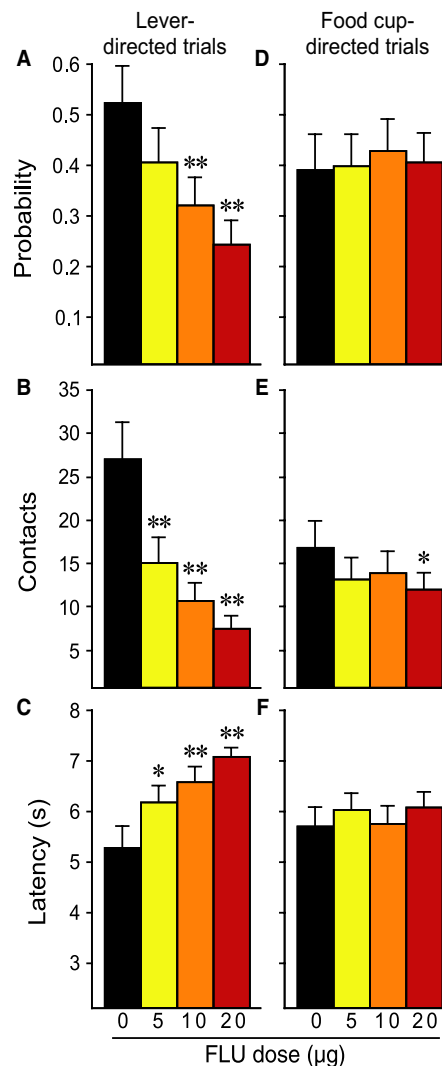 Lever-
directed trials
Food cup-
directed trials
A
D
0.6
0.5
0.4
0.3
0.2
0.1
Probability
**
**
B
E
35
30
25
20
15
10
5
Contacts
**
**
**
*
C
F
8
7
6
5
4
3
Latency (s)
*
**
**
0 5 10 20 0 5 10 20
FLU dose (µg)